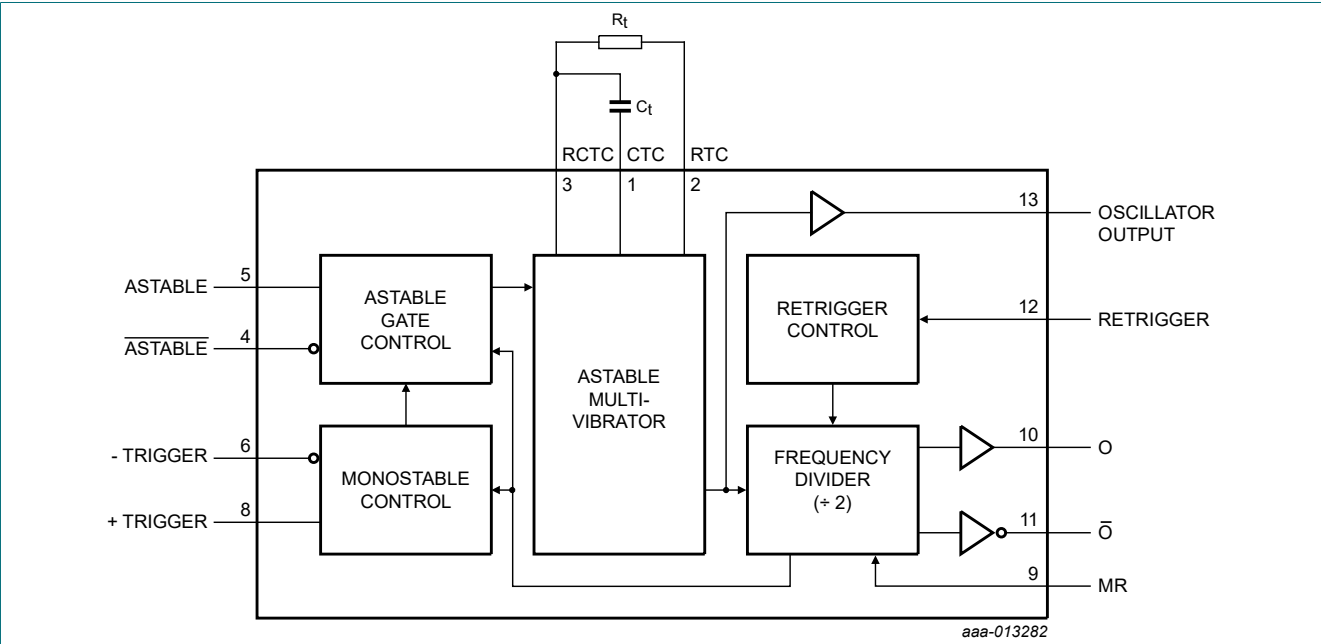 Rt
Ct
RCTC CTC RTC
3 1 2
13
OSCILLATOR
OUTPUT
5
ASTABLE
ASTABLE
GATE
CONTROL
4
ASTABLE
RETRIGGER
CONTROL
12
RETRIGGER
ASTABLE
MULTI-
VIBRATOR
6
- TRIGGER
8
+ TRIGGER
MONOSTABLE
CONTROL
FREQUENCY
DIVIDER
(÷ 2)
10
O
11
O̅
9
MR
aaa-013282